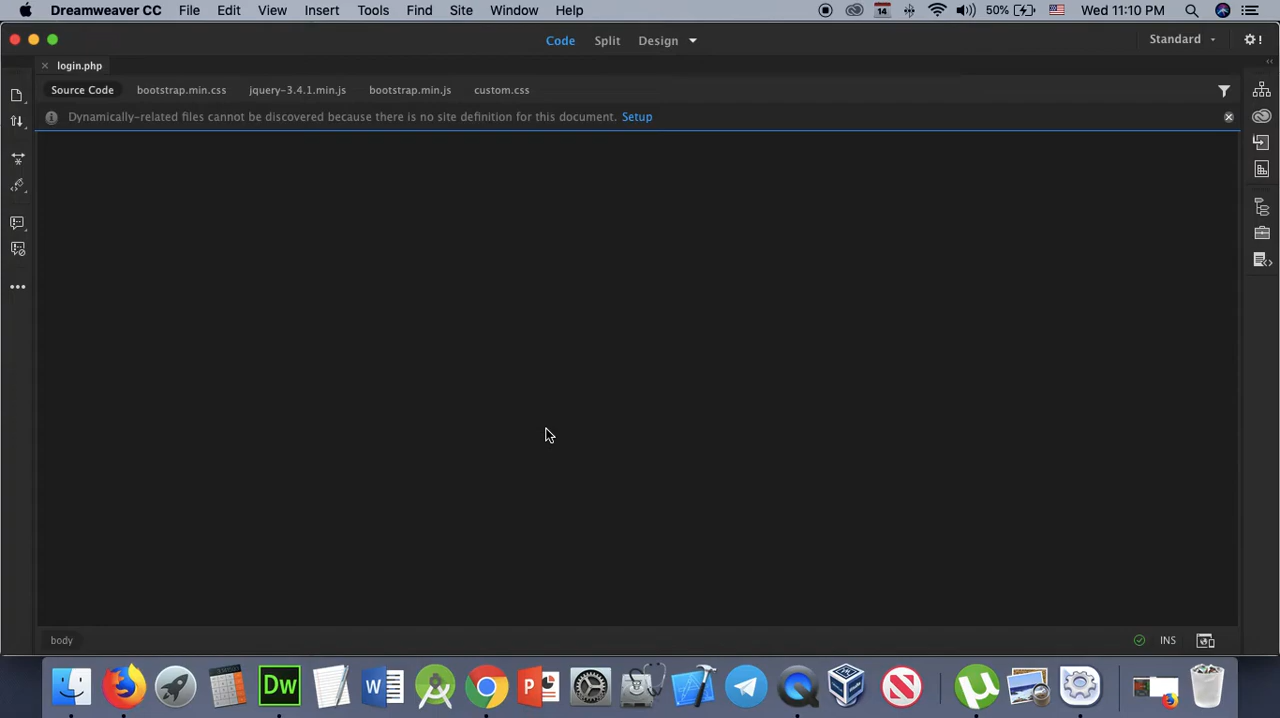 Dreamweaver CC File Edit View Insert Tools Find Site Window Help 14 50% Wed 11:10 PM
Code Split Design Standard
login.php
Source Code bootstrap.min.css jquery-3.4.1.min.js bootstrap.min.js custom.css
Dynamically-related files cannot be discovered because there is no site definition for this document. Setup
body INS
Dw W P